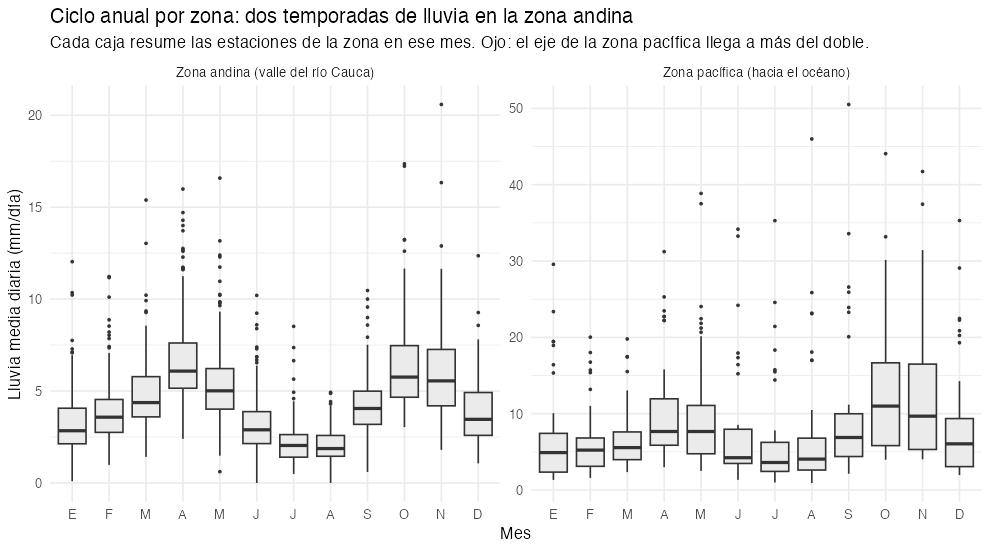 Ciclo anual por zona: dos temporadas de lluvia en la zona andina
Cada caja resume las estaciones de la zona en ese mes. Ojo: el eje de la zona pacífica llega a más del doble.
Zona andina (valle del río Cauca)
Zona pacífica (hacia el océano)
Lluvia media diaria (mm/día)
20
15
10
5
0
50
40
30
20
10
0
E F M A M J J A S O N D
E F M A M J J A S O N D
Mes